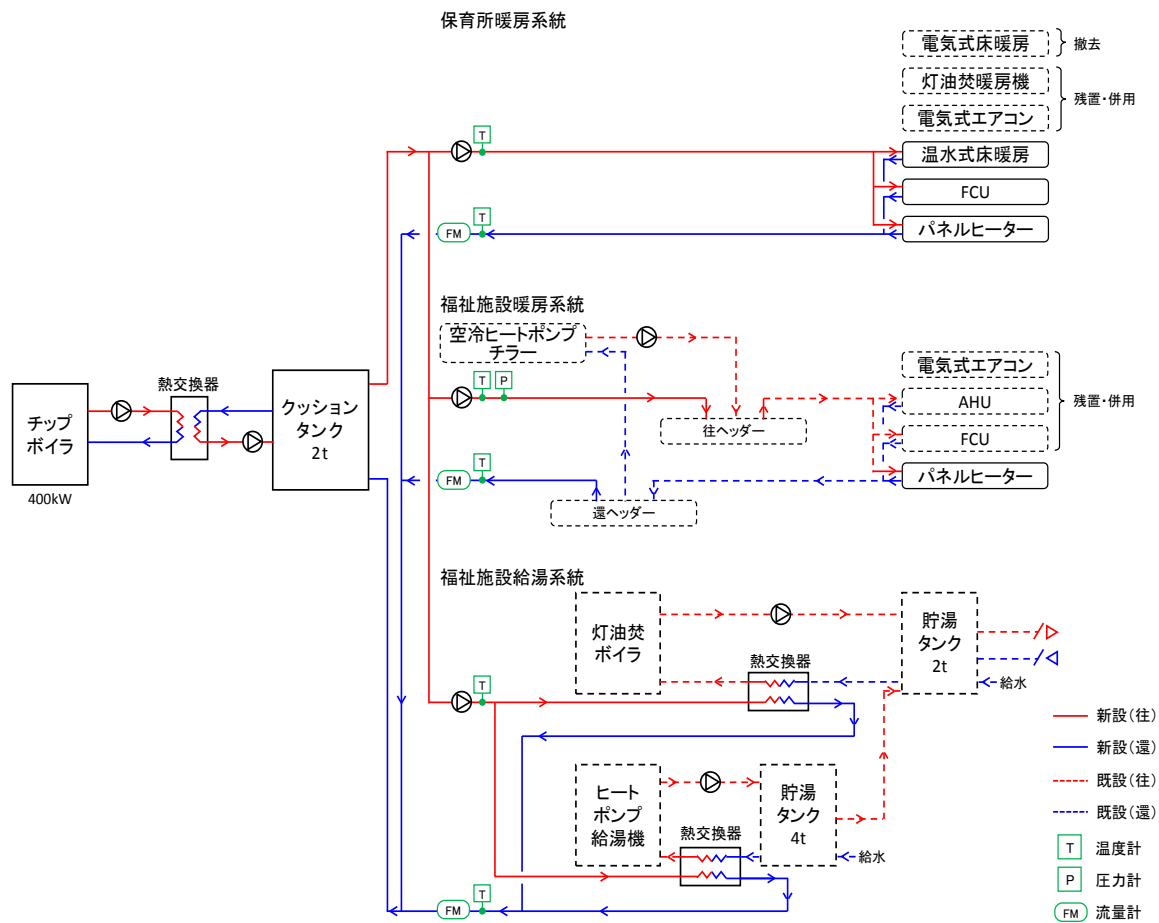 保育所暖房系統
電気式床暖房
撤去
灯油焚暖房機
残置・併用
電気式エアコン
T
温水式床暖房
FCU
T
FM
パネルヒーター
福祉施設暖房系統
空冷ヒートポンプ
チラー
電気式エアコン
熱交換器
T
P
チップ
ボイラ
クッション
タンク
2t
AHU
残置・併用
往ヘッダー
FCU
T
FM
パネルヒーター
400kW
還ヘッダー
福祉施設給湯系統
灯油焚
ボイラ
貯湯
タンク
2t
熱交換器
T
給水
新設(往)
新設(還)
ヒート
ポンプ
給湯機
貯湯
タンク
4t
既設(往)
既設(還)
熱交換器
給水
T
温度計
P
圧力計
T
FM
FM
流量計